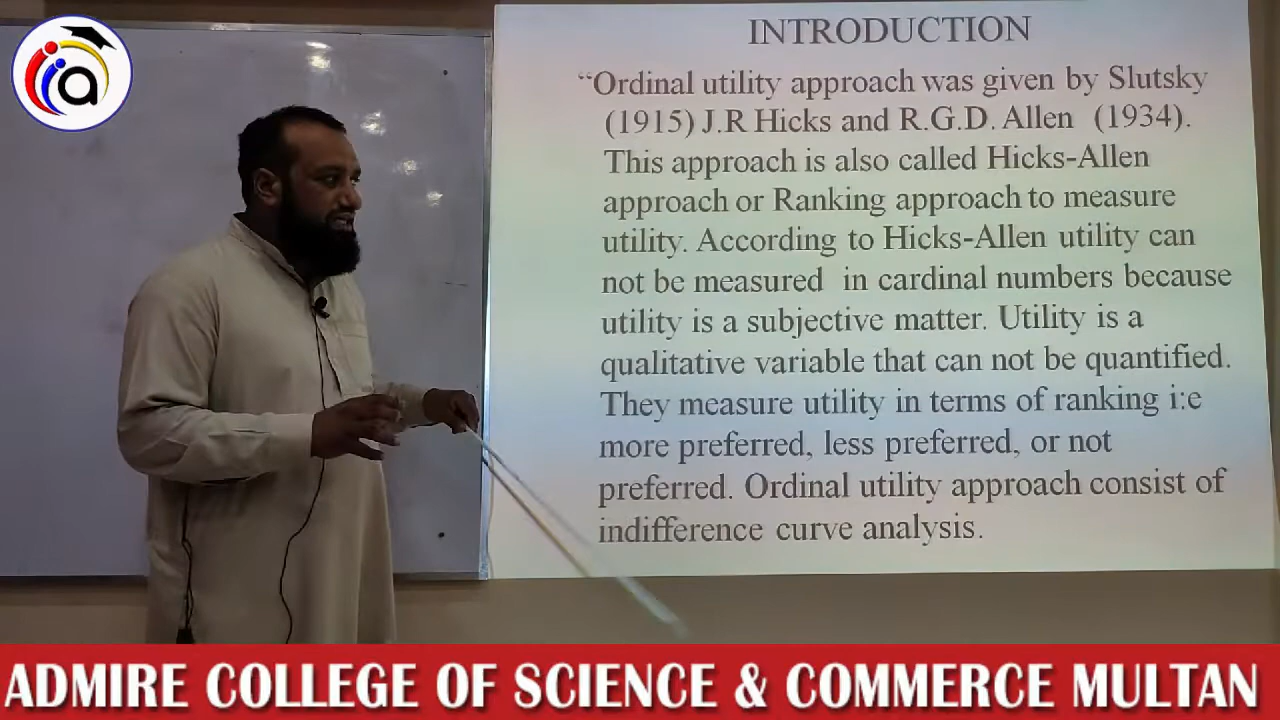 INTRODUCTION
“Ordinal utility approach was given by Slutsky
(1915) J.R Hicks and R.G.D. Allen (1934).
This approach is also called Hicks-Allen
approach or Ranking approach to measure
utility. According to Hicks-Allen utility can
not be measured in cardinal numbers because
utility is a subjective matter. Utility is a
qualitative variable that can not be quantified.
They measure utility in terms of ranking i:e
more preferred, less preferred, or not
preferred. Ordinal utility approach consist of
indifference curve analysis.
ADMIRE COLLEGE OF SCIENCE & COMMERCE MULTAN